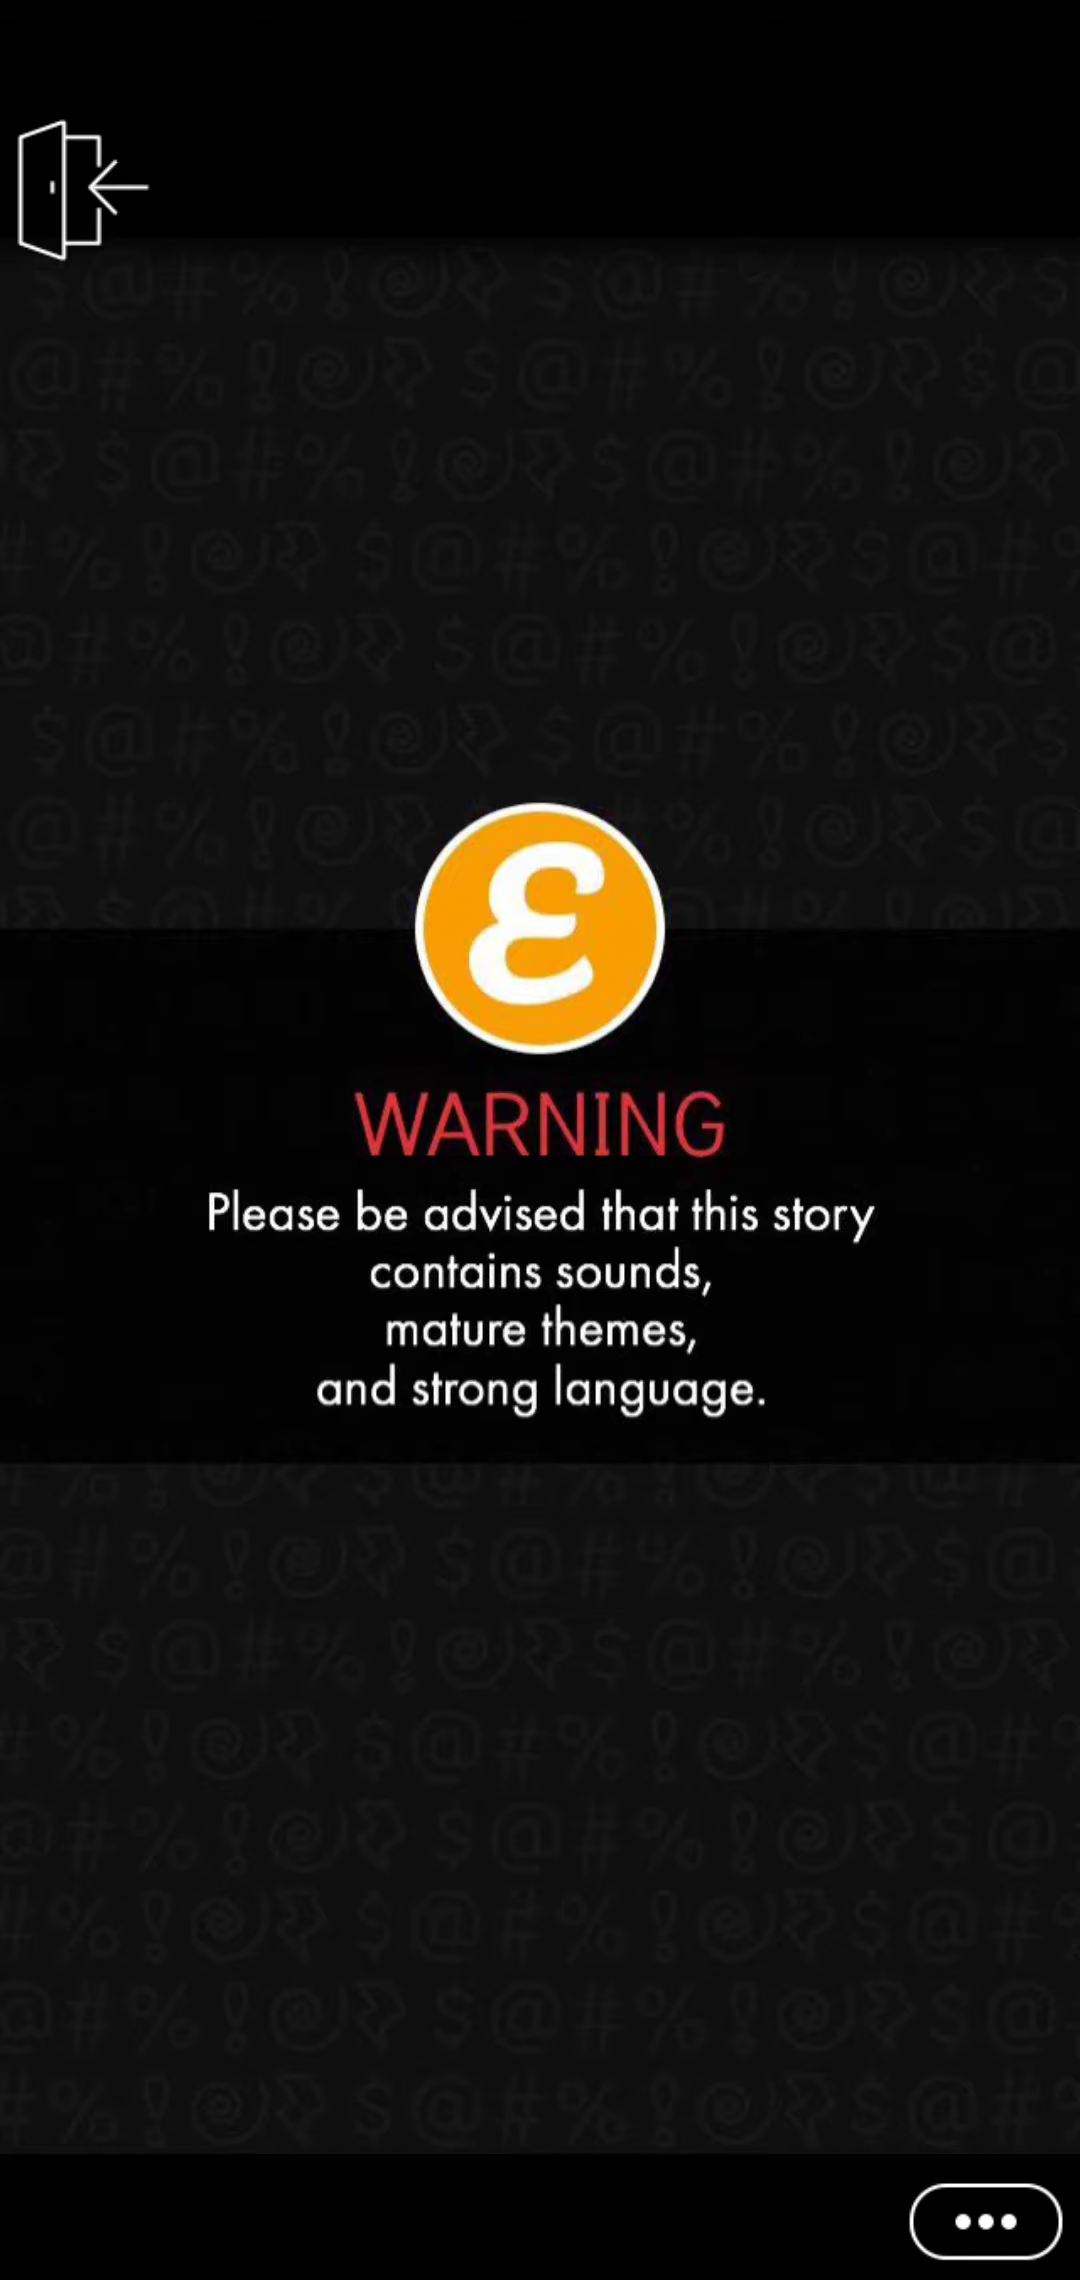 ε
WARNING
Please be advised that this story
contains sounds,
mature themes,
and strong language.